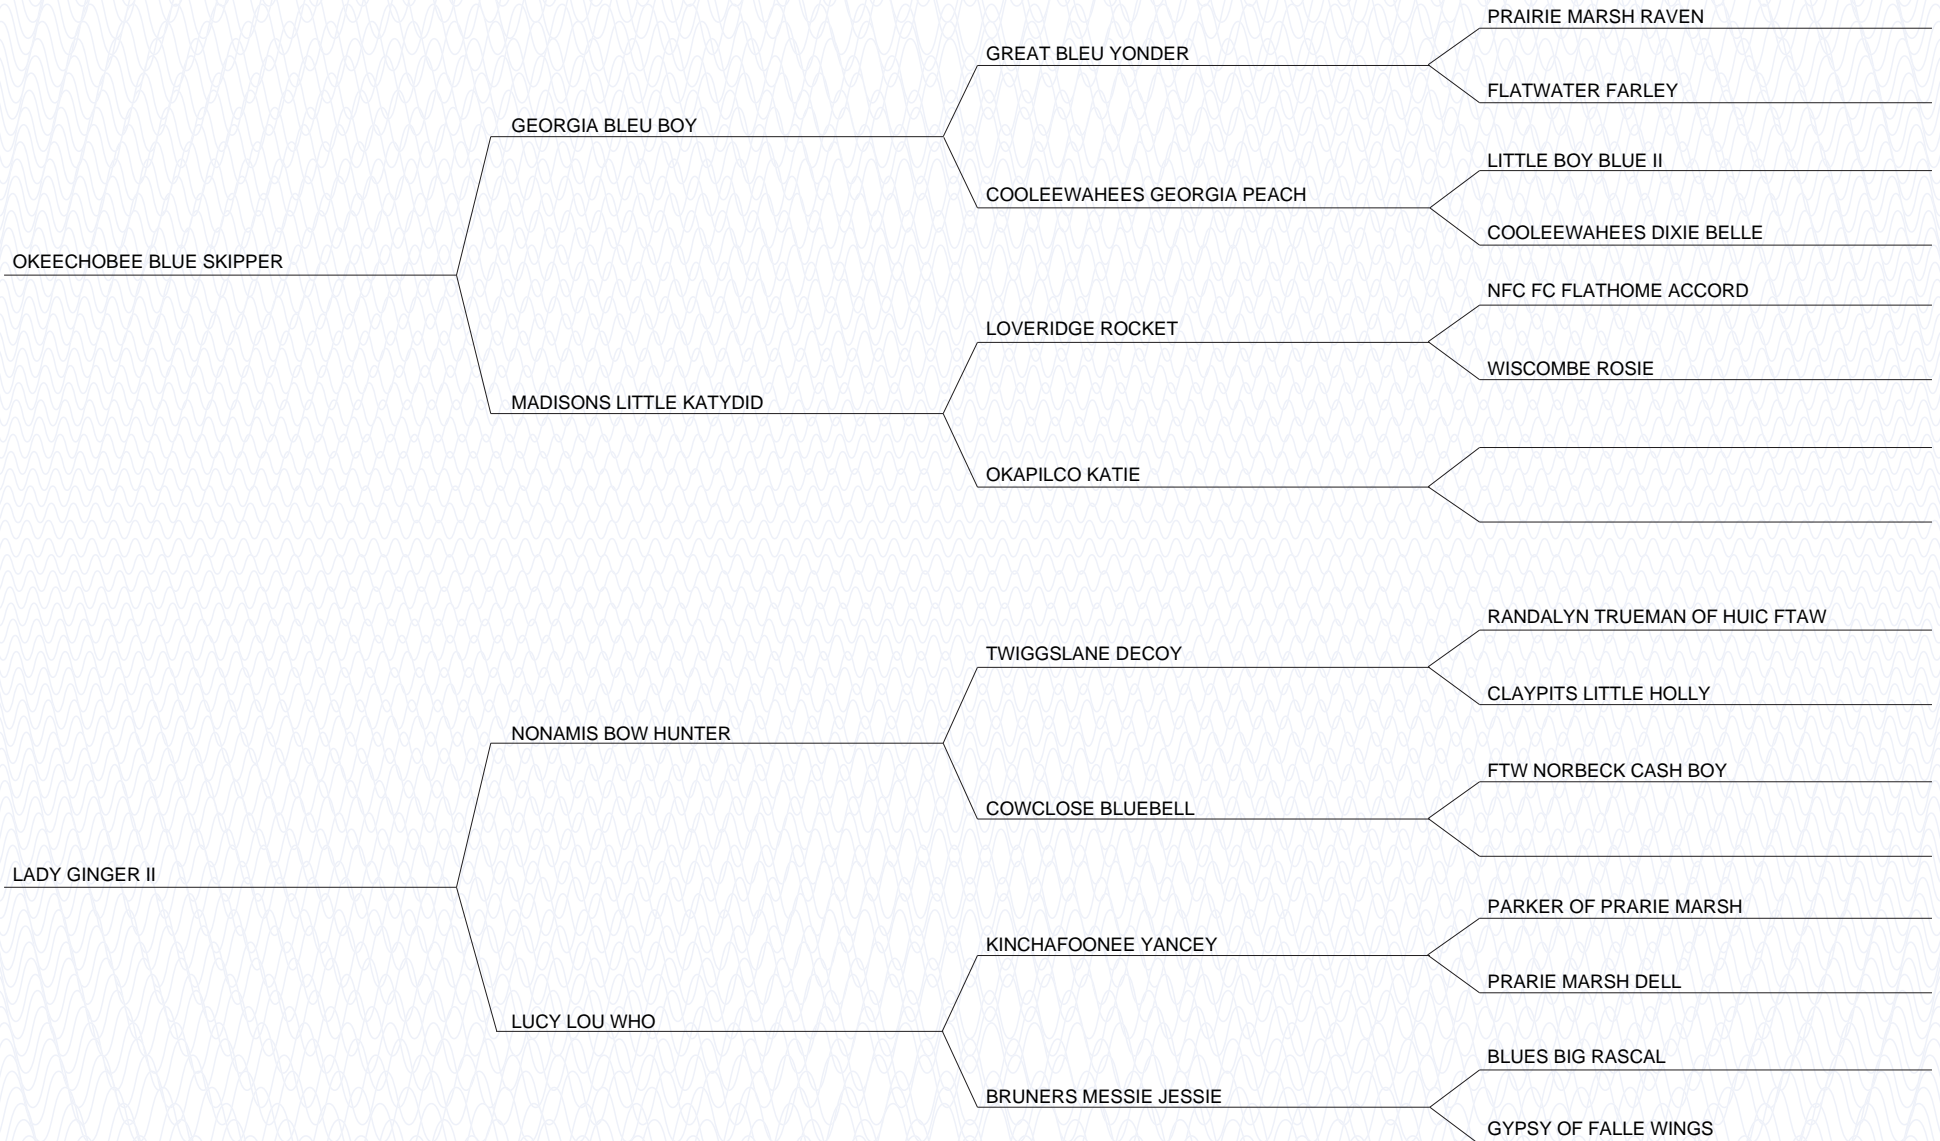 PRAIRIE MARSH RAVEN
GREAT BLEU YONDER
FLATWATER FARLEY
GEORGIA BLEU BOY
LITTLE BOY BLUE II
COOLEEWAHEES GEORGIA PEACH
COOLEEWAHEES DIXIE BELLE
OKEECHOBEE BLUE SKIPPER
NFC FC FLATHOME ACCORD
LOVERIDGE ROCKET
WISCOMBE ROSIE
MADISONS LITTLE KATYDID
OKAPILCO KATIE
RANDALYN TRUEMAN OF HUIC FTAW
TWIGGSLANE DECOY
CLAYPITS LITTLE HOLLY
NONAMIS BOW HUNTER
FTW NORBECK CASH BOY
COWCLOSE BLUEBELL
LADY GINGER II
PARKER OF PRARIE MARSH
KINCHAFOONEE YANCEY
PRARIE MARSH DELL
LUCY LOU WHO
BLUES BIG RASCAL
BRUNERS MESSIE JESSIE
GYPSY OF FALLE WINGS